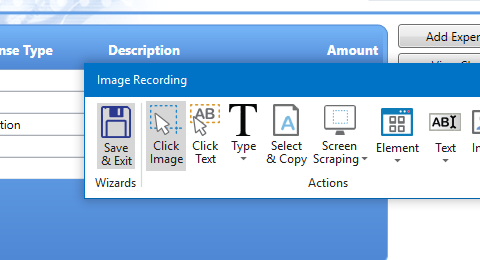 nse Type Description Amount
Add Exper
tion
Image Recording
Save & Exit
Click Image
Click Text
Type
Select & Copy
Screen Scraping
Element
Text
Wizards
Actions